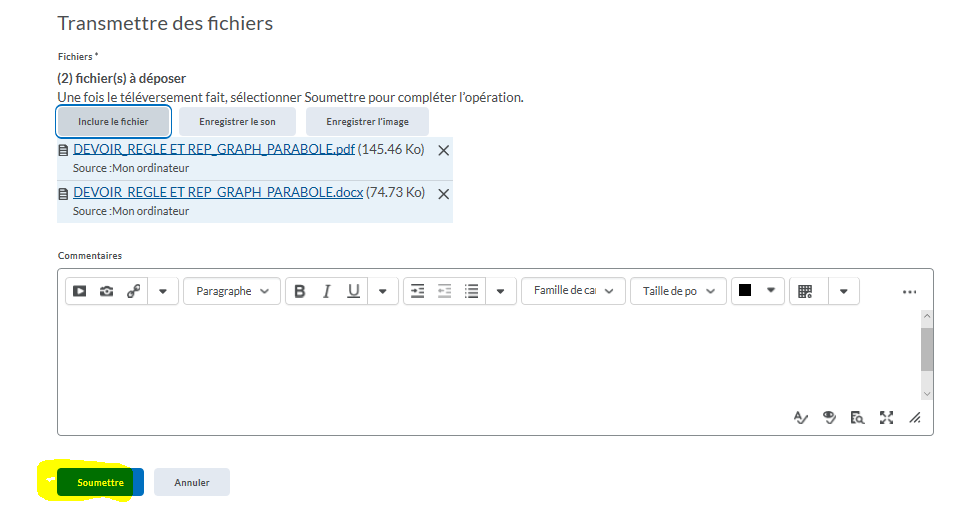 Transmettre des fichiers
Fichiers *
(2) fichier(s) à déposer
Une fois le téléversement fait, sélectionner Soumettre pour compléter l'opération.
Inclure le fichier Enregistrer le son Enregistrer l'image
DEVOIR_REGLE ET REP_GRAPH_PARABOLE.pdf (145.46 Ko)
Source :Mon ordinateur
DEVOIR_REGLE ET REP_GRAPH_PARABOLE.docx (74.73 Ko)
Source :Mon ordinateur
Commentaires
Paragraphe B I U Famille de car Taille de po
Soumettre Annuler